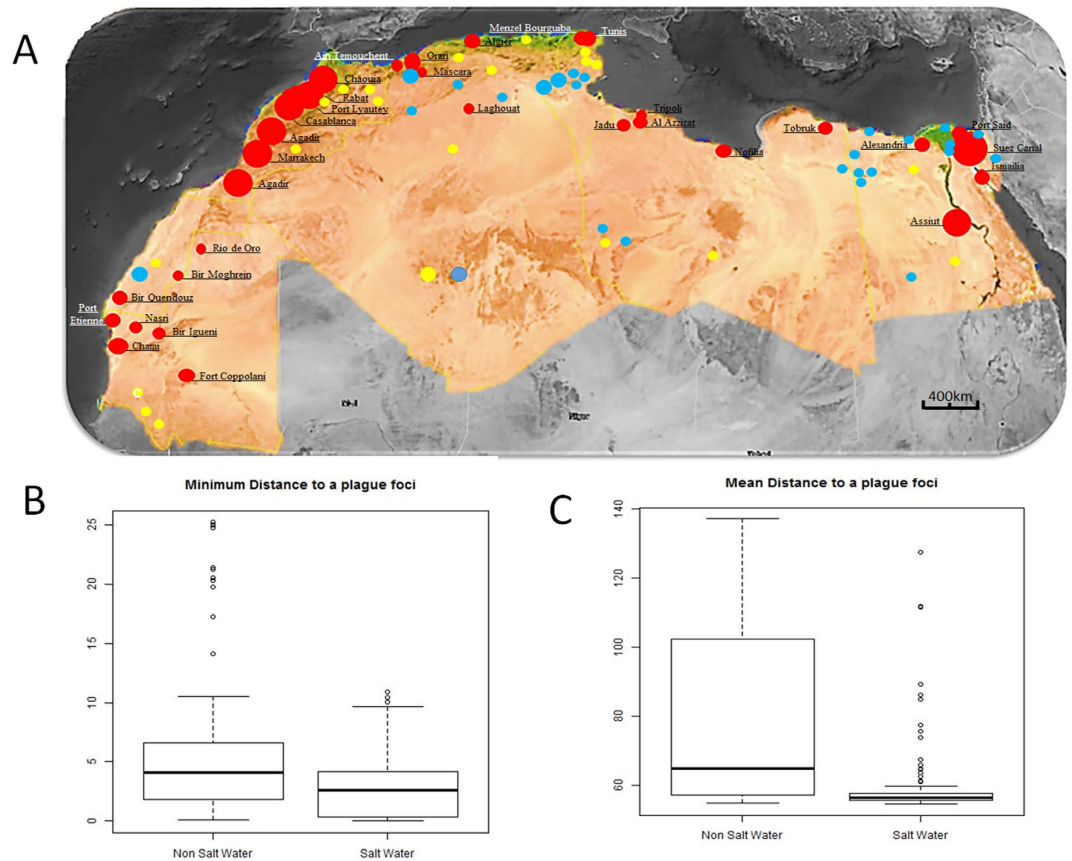 A
Menzel Bourguiba
Tunis
Algier
Ain Temouchent
Oran
Mascara
Chaouia
Rabat
Port Lyautey
Casablanca
Laghouat
Agadir
Marrakech
Agadir
Tripoli
Jadu
Al Azzizat
Nofilia
Tobruk
Port Said
Alexandria
Suez Canal
Ismailia
Assiut
Rio de Oro
Bir Moghrein
Bir Quendouz
Port
Etienne
Nasri
Bir Igueni
Chami
Fort Coppolani
400km
B
Minimum Distance to a plague foci
25
20
15
10
5
0
Non Salt Water
Salt Water
C
Mean Distance to a plague foci
140
120
100
80
60
Non Salt Water
Salt Water